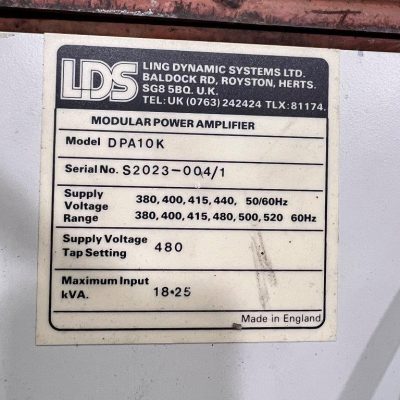 LDS
LING DYNAMIC SYSTEMS LTD.
BALDOCK RD, ROYSTON, HERTS.
SG8 5BQ. U.K.
TEL: UK (0763) 242424 TLX: 81174.
MODULAR POWER AMPLIFIER
Model DPA10K
Serial No. S2023-004/1
Supply Voltage Range
380, 400, 415, 440, 50/60Hz
380, 400, 415, 480, 500, 520 60Hz
Supply Voltage
Tap Setting 480
Maximum Input
kVA. 18·25
Made in England